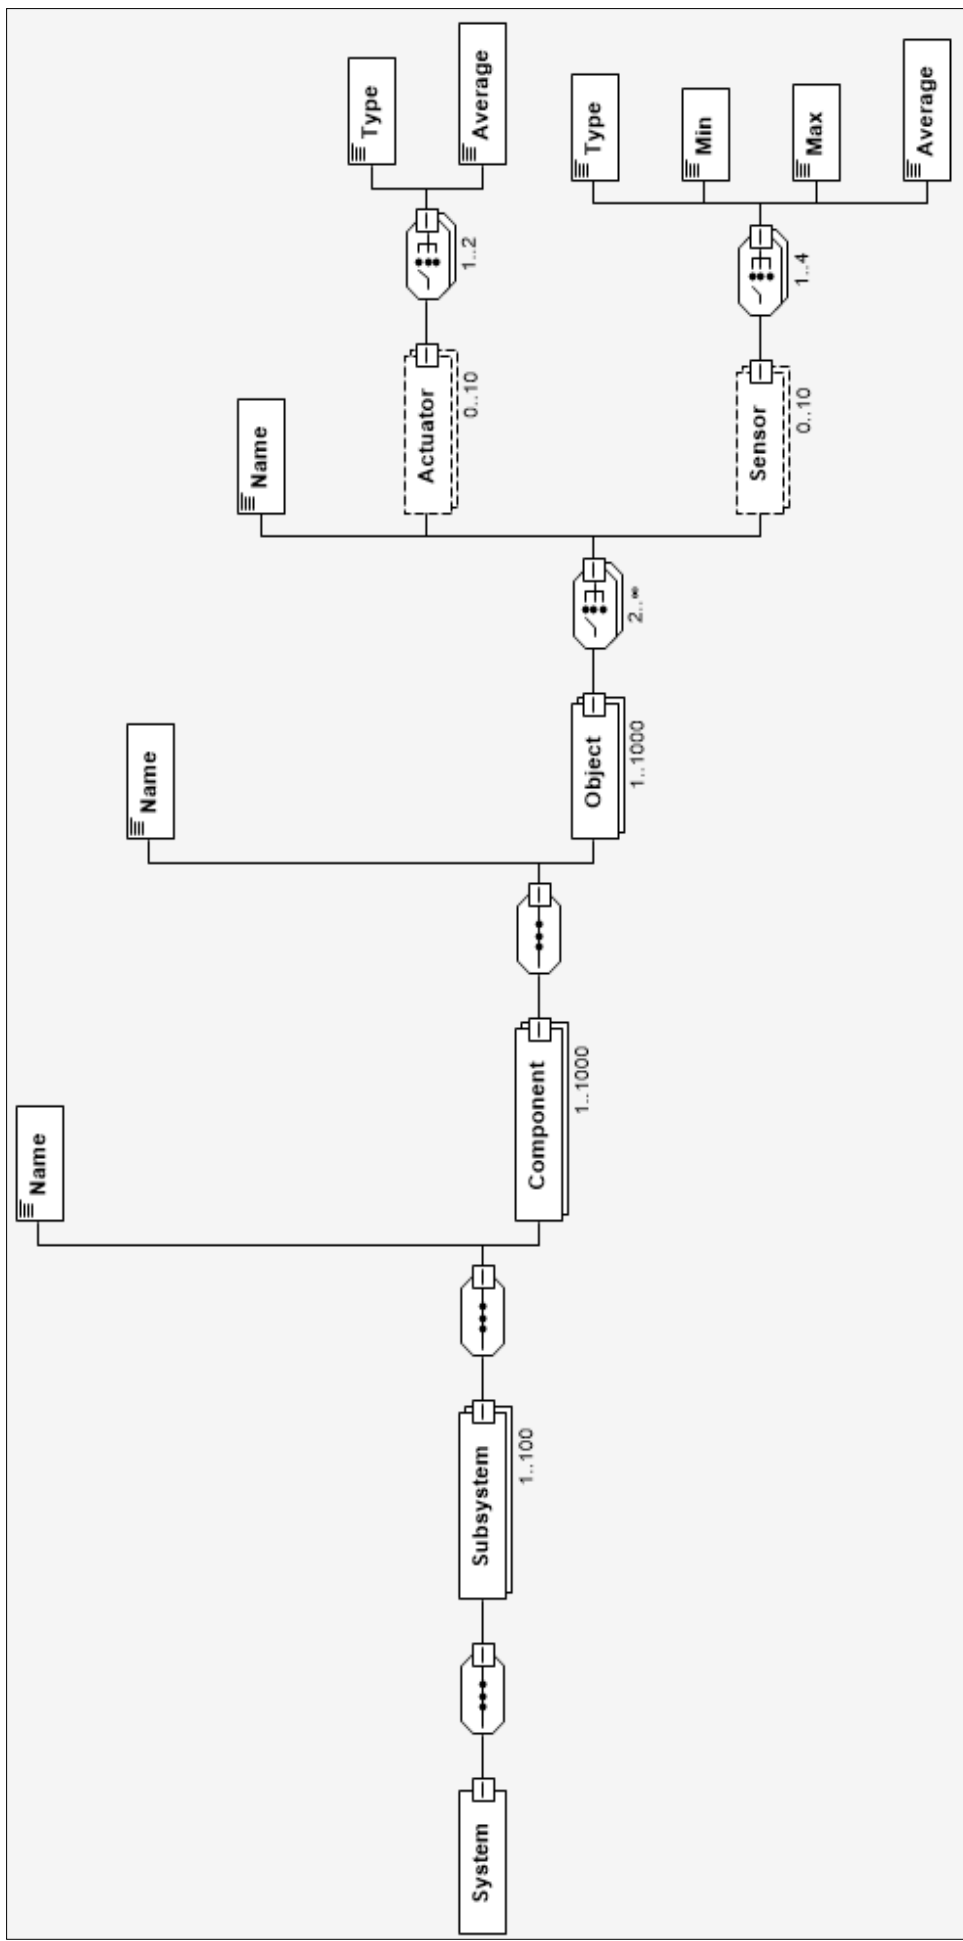 System
Subsystem
1..100
Name
Component
1..1000
Name
Object
1..1000
2..∞
Name
Actuator
0..10
1..2
Type
Average
Sensor
0..10
1..4
Type
Min
Max
Average